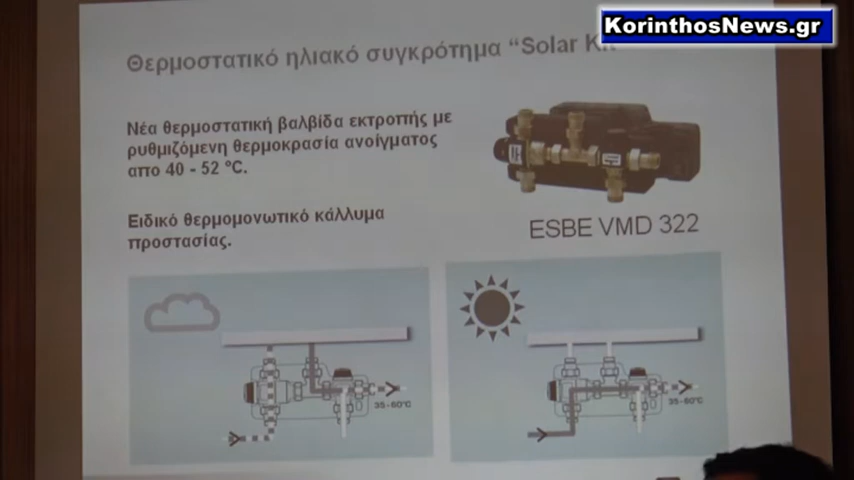 KorinthosNews.gr
Θερμοστατικό ηλιακό συγκρότημα “Solar Kit
Νέα θερμοστατική βαλβίδα εκτροπής με
ρυθμιζόμενη θερμοκρασία ανοίγματος
απο 40 - 52 °C.
Ειδικό θερμομονωτικό κάλλυμα
προστασίας.
ESBE VMD 322
35-60°C
35-60°C